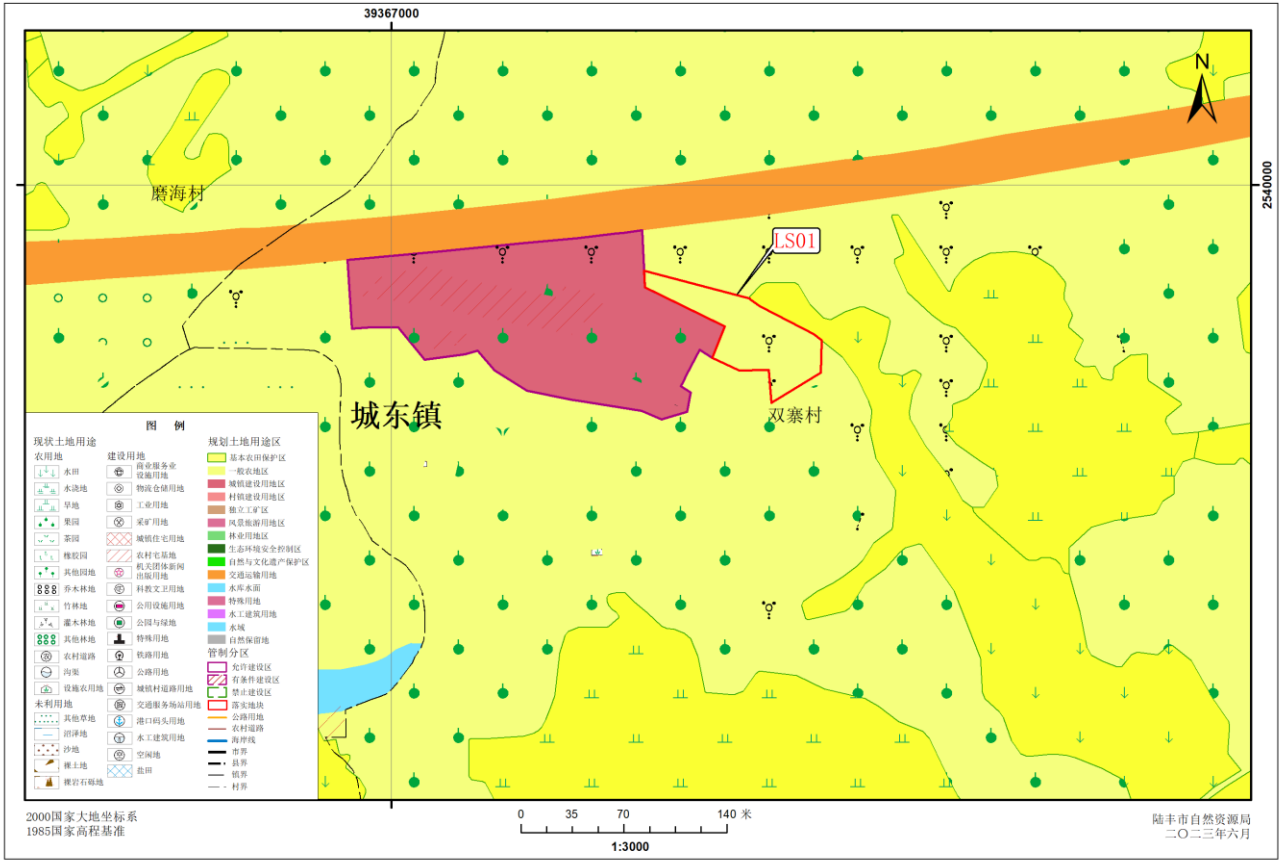 39367000
N
2540000
磨海村
LS01
城东镇
双寨村
图 例
现状土地用途
农用地
水田
水浇地
旱地
果园
茶园
橡胶园
其他园地
乔木林地
竹林地
灌木林地
其他林地
农村道路
沟渠
设施农用地
未利用地
其他草地
沼泽地
沙地
裸土地
裸岩石砾地
建设用地
商业服务业
设施用地
物流仓储用地
工业用地
采矿用地
城镇住宅用地
农村宅基地
机关团体新闻
出版用地
科教文卫用地
公用设施用地
公园与绿地
特殊用地
铁路用地
公路用地
城镇村道路用地
交通服务场站用地
港口码头用地
水工建筑用地
空闲地
盐田
规划土地用途区
基本农田保护区
一般农地区
城镇建设用地区
村镇建设用地区
独立工矿区
风景旅游用地区
林业用地区
生态环境安全控制区
自然与文化遗产保护区
交通运输用地
水库水面
特殊用地
水工建筑用地
水域
自然保留地
管制分区
允许建设区
有条件建设区
禁止建设区
落实地块
公路用地
农村道路
海岸线
市界
县界
镇界
村界
2000国家大地坐标系
1985国家高程基准
0 35 70 140 米
1:3000
陆丰市自然资源局
二〇二三年六月